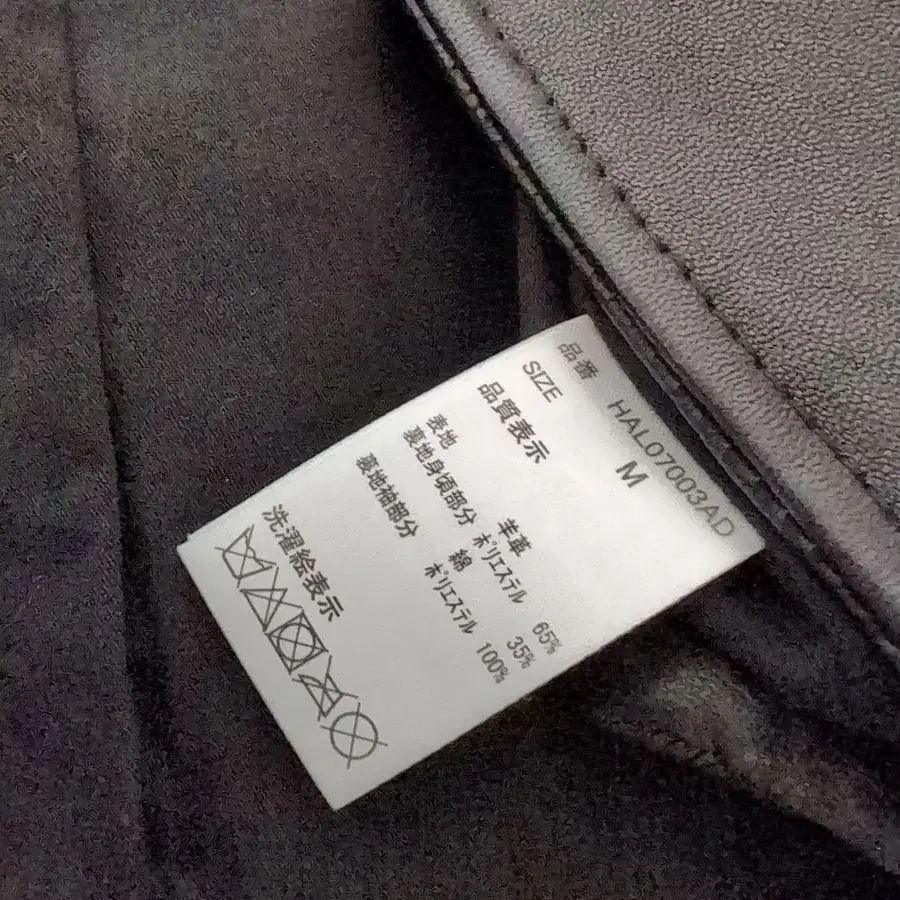 品番 HAL07003AD
SIZE M
品質表示
表地 羊革
裏地身頃部分 ポリエステル 65%
綿 35%
裏地袖部分 ポリエステル 100%
洗濯絵表示